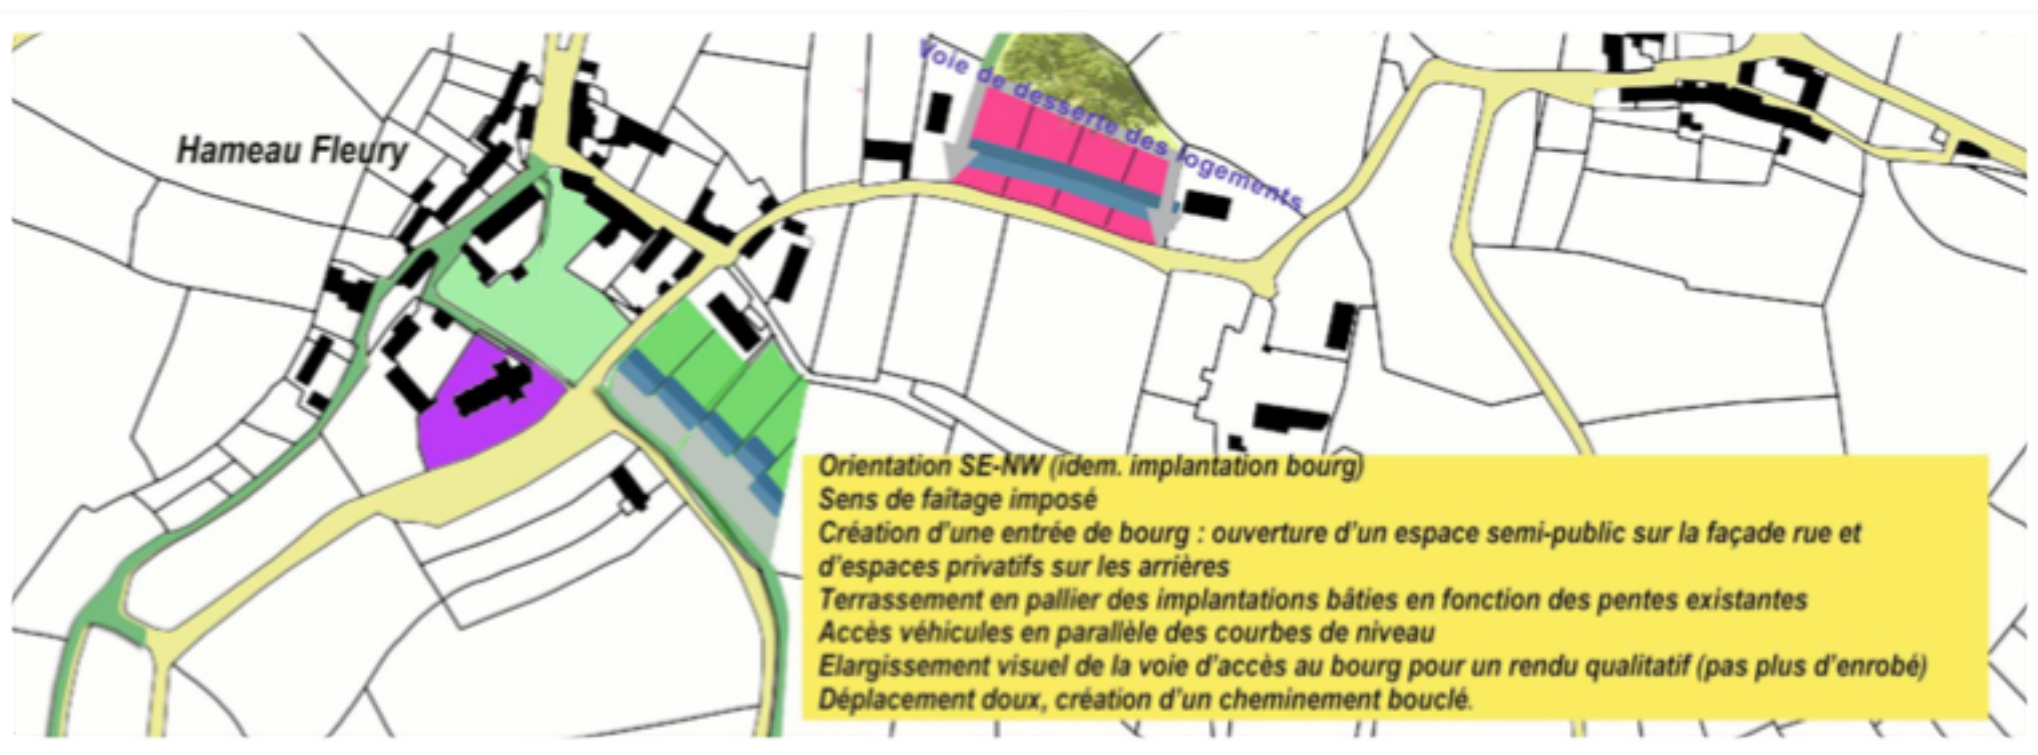 Voie de desserte des logements
Hameau Fleury
Orientation SE-NW (idem. implantation bourg)
Sens de faîtage imposé
Création d'une entrée de bourg : ouverture d'un espace semi-public sur la façade rue et
d'espaces privatifs sur les arrières
Terrassement en pallier des implantations bâties en fonction des pentes existantes
Accès véhicules en parallèle des courbes de niveau
Elargissement visuel de la voie d'accès au bourg pour un rendu qualitatif (pas plus d'enrobé)
Déplacement doux, création d'un cheminement bouclé.